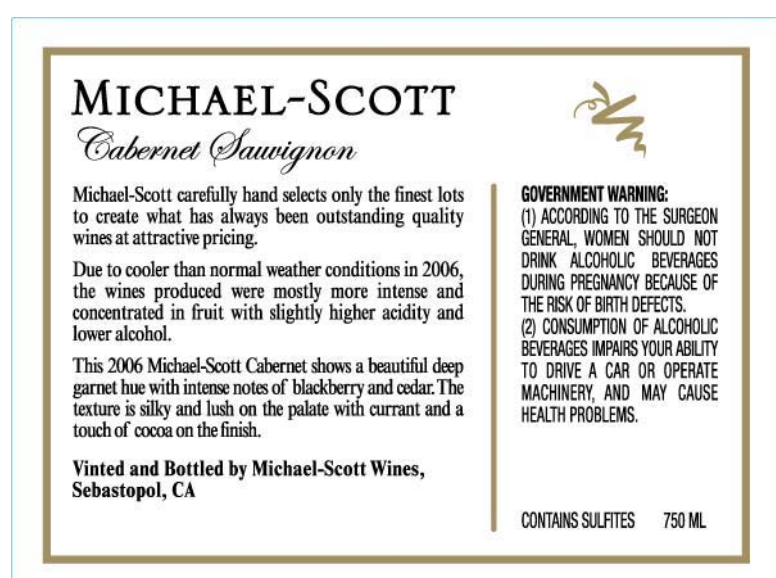 MICHAEL-SCOTT
Cabernet Sauvignon
Michael-Scott carefully hand selects only the finest lots
to create what has always been outstanding quality
wines at attractive pricing.
Due to cooler than normal weather conditions in 2006,
the wines produced were mostly more intense and
concentrated in fruit with slightly higher acidity and
lower alcohol.
This 2006 Michael-Scott Cabernet shows a beautiful deep
garnet hue with intense notes of blackberry and cedar. The
texture is silky and lush on the palate with currant and a
touch of cocoa on the finish.
Vinted and Bottled by Michael-Scott Wines,
Sebastopol, CA
GOVERNMENT WARNING:
(1) ACCORDING TO THE SURGEON
GENERAL, WOMEN SHOULD NOT
DRINK ALCOHOLIC BEVERAGES
DURING PREGNANCY BECAUSE OF
THE RISK OF BIRTH DEFECTS.
(2) CONSUMPTION OF ALCOHOLIC
BEVERAGES IMPAIRS YOUR ABILITY
TO DRIVE A CAR OR OPERATE
MACHINERY, AND MAY CAUSE
HEALTH PROBLEMS.
CONTAINS SULFITES 750 ML